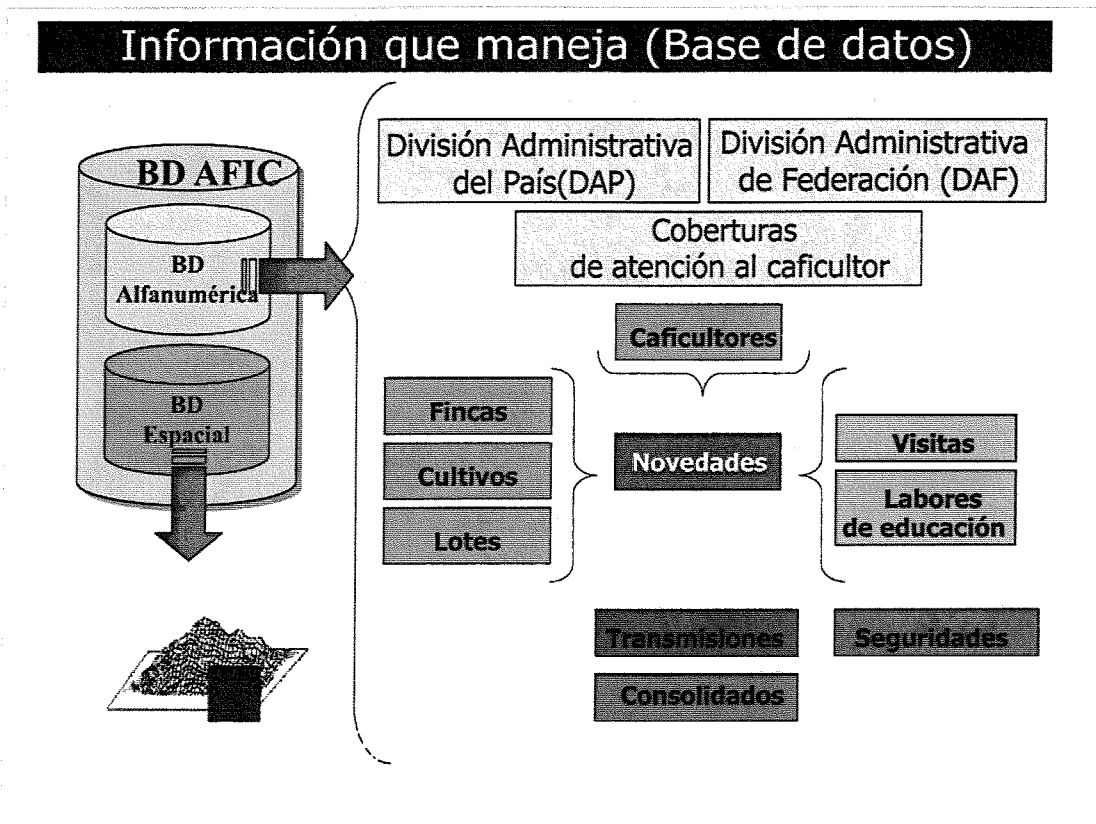 Información que maneja (Base de datos)
BD AFIC
BD
Alfanumérica
BD
Espacial
División Administrativa
del País(DAP)
División Administrativa
de Federación (DAF)
Coberturas
de atención al caficultor
Caficultores
Fincas
Cultivos
Lotes
Novedades
Visitas
Labores
de educación
Transmisiones
Seguridades
Consolidados